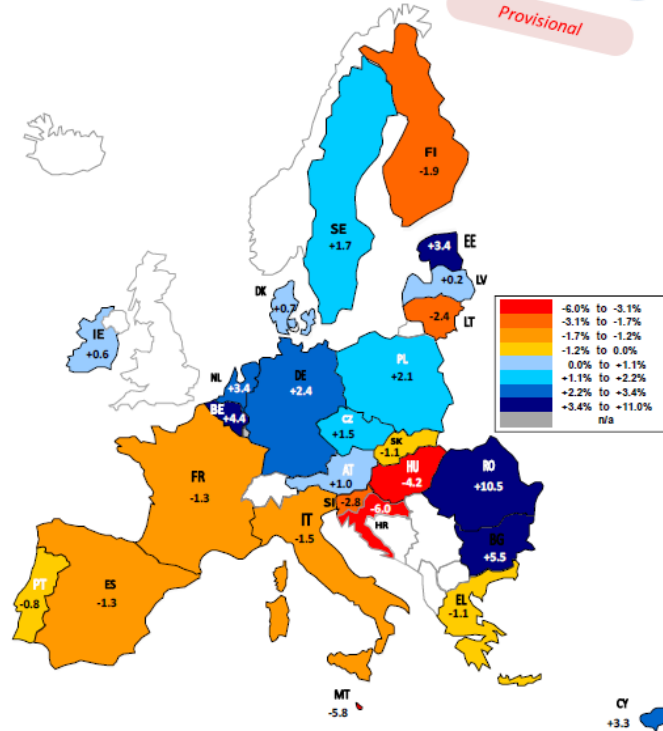 Provisional
FI
-1.9
SE
+1.7
EE
+3.4
LV
+0.2
LT
-2.4
DK
+0.7
IE
+0.6
NL
+3.4
BE
+4.4
DE
+2.4
PL
+2.1
CZ
+1.5
SK
-1.1
AT
+1.0
HU
-4.2
RO
+10.5
FR
-1.3
SI
-2.8
-6.0
HR
IT
-1.5
BG
+5.5
PT
-0.8
ES
-1.3
EL
-1.1
MT
-5.8
CY
+3.3
-6.0% to -3.1%
-3.1% to -1.7%
-1.7% to -1.2%
-1.2% to 0.0%
0.0% to +1.1%
+1.1% to +2.2%
+2.2% to +3.4%
+3.4% to +11.0%
n/a